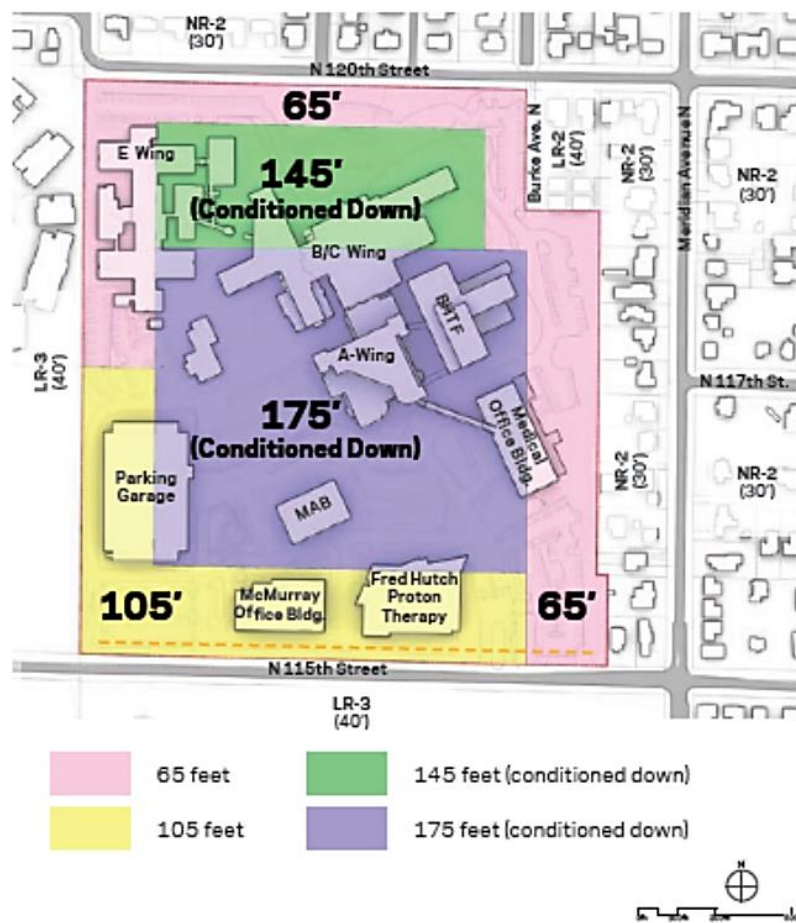 NR-2
(30')
N 120th Street
65'
Burke Ave. N
LR-2
(40')
NR-2
(30')
Meridian Avenue N
NR-2
(30')
E Wing
145'
(Conditioned Down)
B/C Wing
BHTF
A-Wing
LR-3
(40')
N 117th St.
175'
(Conditioned Down)
Medical
Office Bldg.
Parking
Garage
MAB
NR-2
(30')
NR-2
(30')
105'
McMurray
Office Bldg.
Fred Hutch
Proton
Therapy
65'
N 115th Street
LR-3
(40')
65 feet
145 feet (conditioned down)
105 feet
175 feet (conditioned down)
N